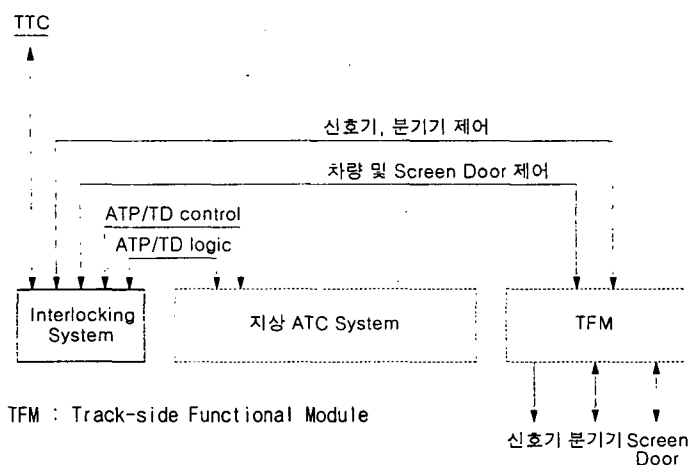 TTC
신호기, 분기기 제어
차량 및 Screen Door 제어
ATP/TD control
ATP/TD logic
Interlocking
System
지상 ATC System
TFM
TFM : Track-side Functional Module
신호기 분기기 Screen
Door